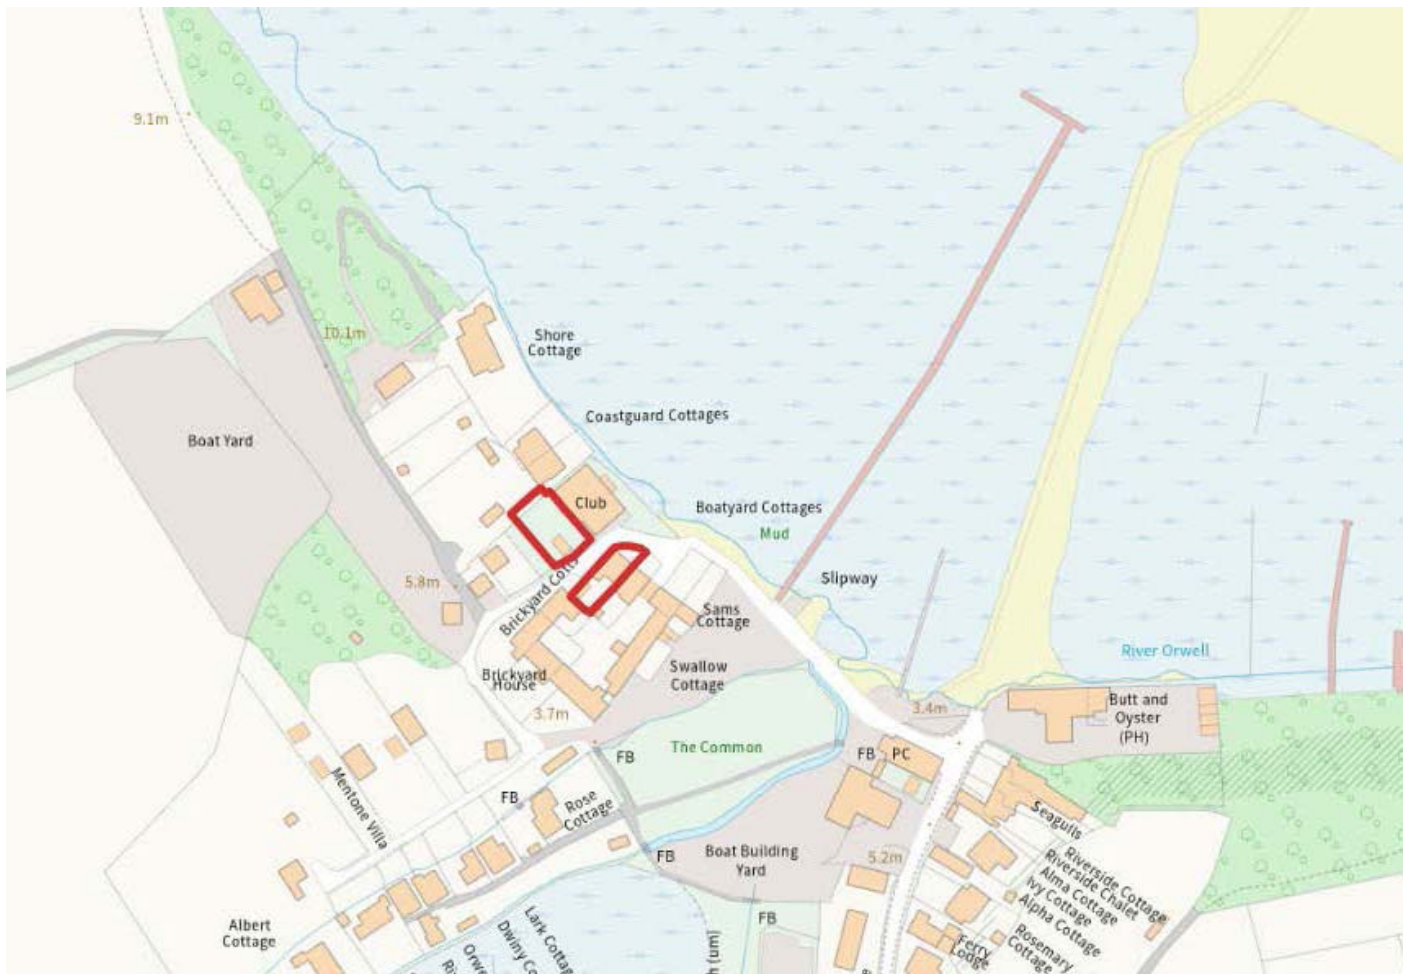 9.1m
10.1m
Shore
Cottage
Coastguard Cottages
Boat Yard
Club
Boatyard Cottages
Mud
Slipway
5.8m
Brickyard Cotts
Sams
Cottage
River Orwell
Swallow
Cottage
Brickyard
House
3.7m
3.4m
Butt and
Oyster
(PH)
The Common
FB
FB
PC
FB
Rose
Cottage
Mentone Villa
Seagulls
FB
Boat Building
Yard
5.2m
Riverside Cottage
Riverside Chalet
Alma Cottage
Ivy Cottage
Alpha Cottage
Rosemary
Cottage
Ferry
Lodge
FB
Albert
Cottage
Lark Cottage
(um)